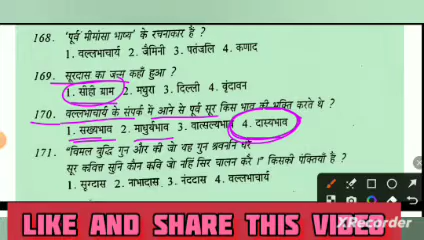 168. 'पूर्व मीमांसा भाष्य' के रचनाकार हैं ?
1. वल्लभाचार्य 2. जैमिनी 3. पतंजलि 4. कणाद
169. सूरदास का जन्म कहाँ हुआ ?
1. सीही ग्राम 2. मथुरा 3. दिल्ली 4. वृंदावन
170. वल्लभाचार्य के संपर्क में आने से पूर्व सूर किस भाव की भक्ति करते थे ?
1. सख्यभाव 2. माधुर्यभाव 3. वात्सल्यभाव 4. दास्यभाव
171. "विमल बुद्धि गुन और की जो वह गुन श्रवननि धरै
सूर कवित्त सुनि कौन कवि जो नहिं सिर चालन करै।" किसकी पंक्तियाँ है ?
1. सूरदास 2. नाभादास 3. नंददास 4. वल्लभाचार्य
LIKE AND SHARE THIS VIDEO
XRecorder